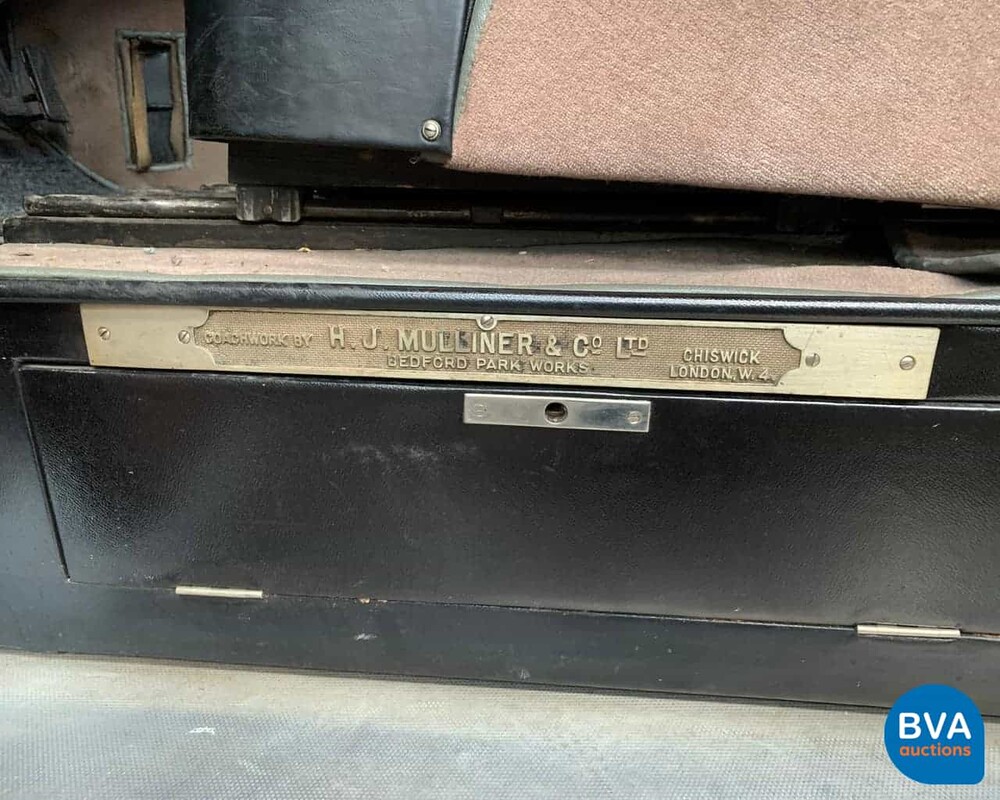 COACHWORK BY H. J. MULLINER & Co LTD
BEDFORD PARK WORKS.
CHISWICK
LONDON, W. 4.
BVA
auctions